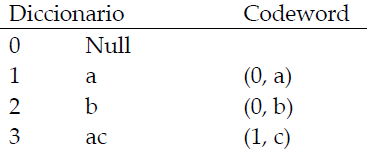 Diccionario Codeword
0 Null
1 a (0, a)
2 b (0, b)
3 ac (1, c)